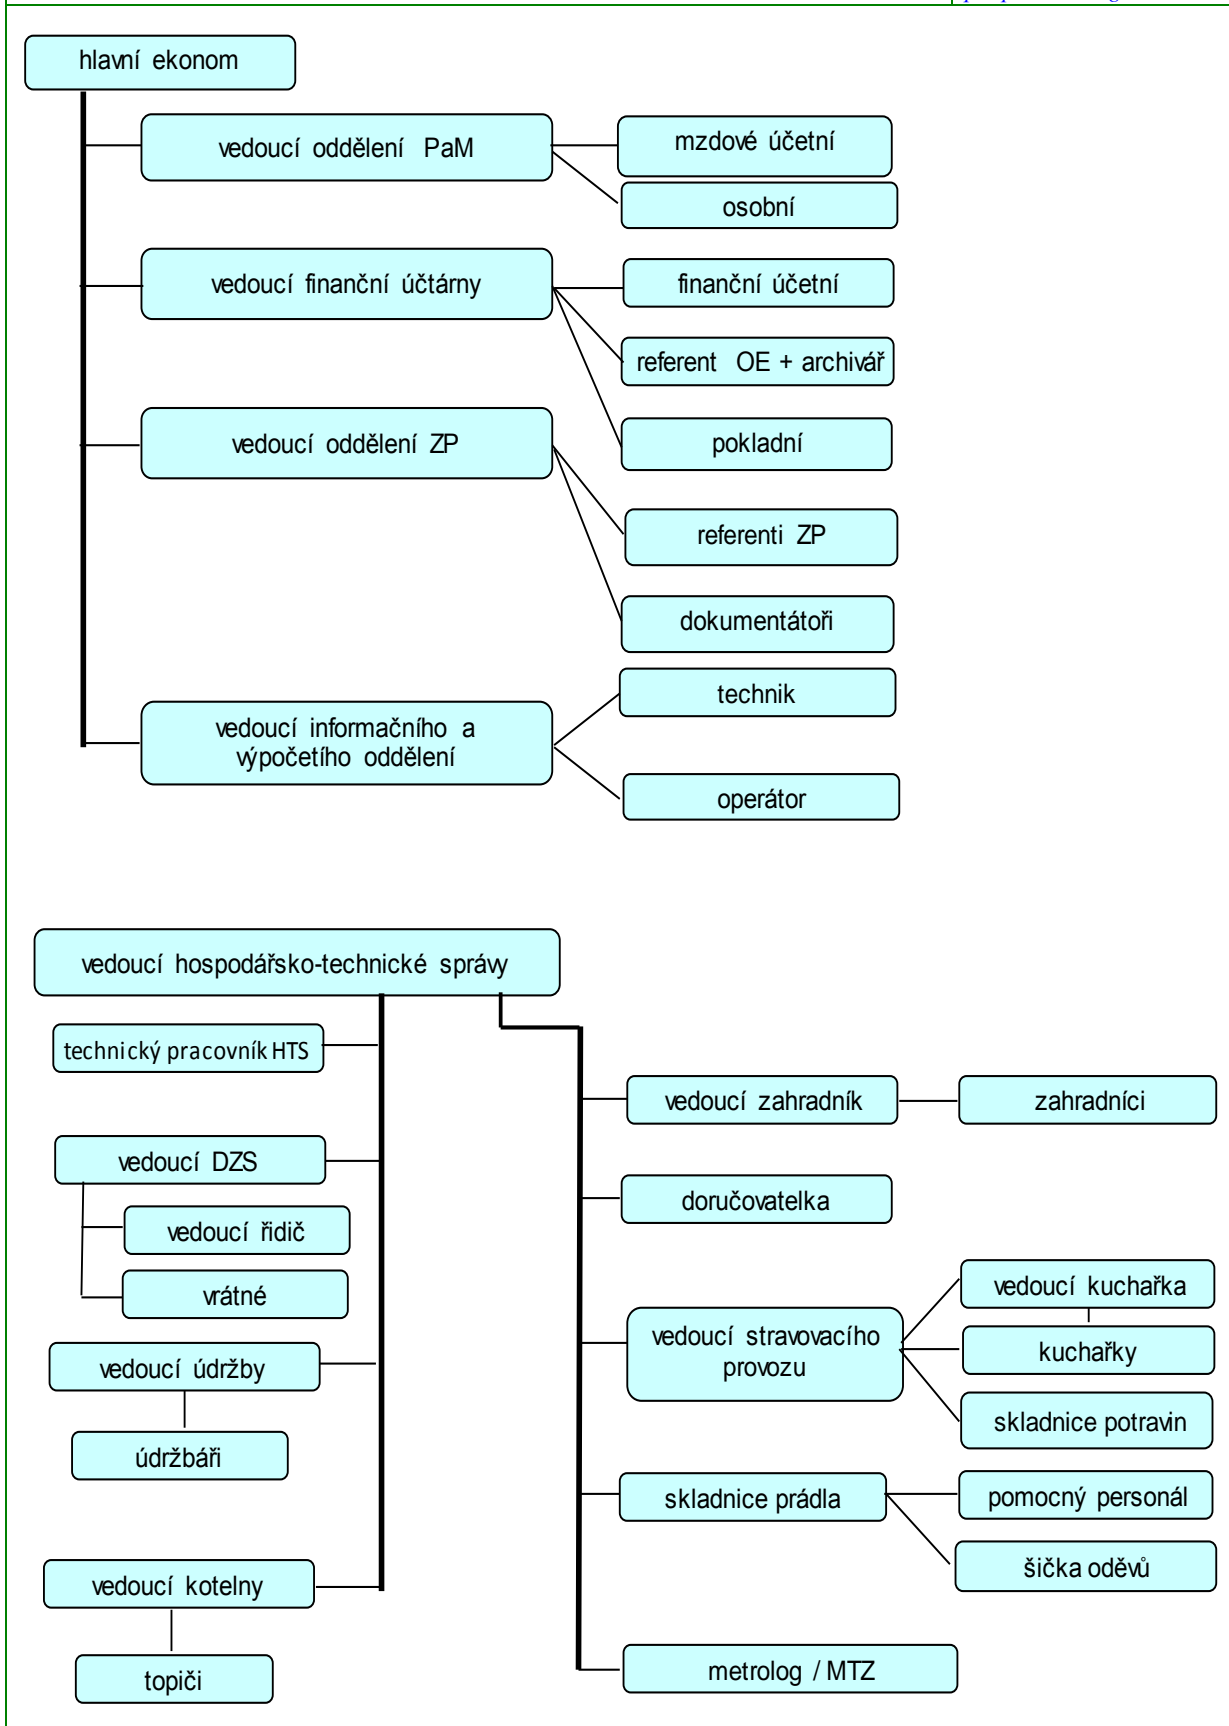 hlavní ekonom
vedoucí oddělení PaM
mzdové účetní
osobní
vedoucí finanční účtárny
finanční účetní
referent OE + archivář
pokladní
vedoucí oddělení ZP
referenti ZP
dokumentátoři
vedoucí informačního a
výpočetího oddělení
technik
operátor
vedoucí hospodářsko-technické správy
technický pracovník HTS
vedoucí DZS
vedoucí řidič
vrátné
vedoucí údržby
údržbáři
vedoucí kotelny
topiči
vedoucí zahradník
zahradníci
doručovatelka
vedoucí stravovacího
provozu
vedoucí kuchařka
kuchařky
skladnice potravin
skladnice prádla
pomocný personál
šička oděvů
metrolog / MTZ